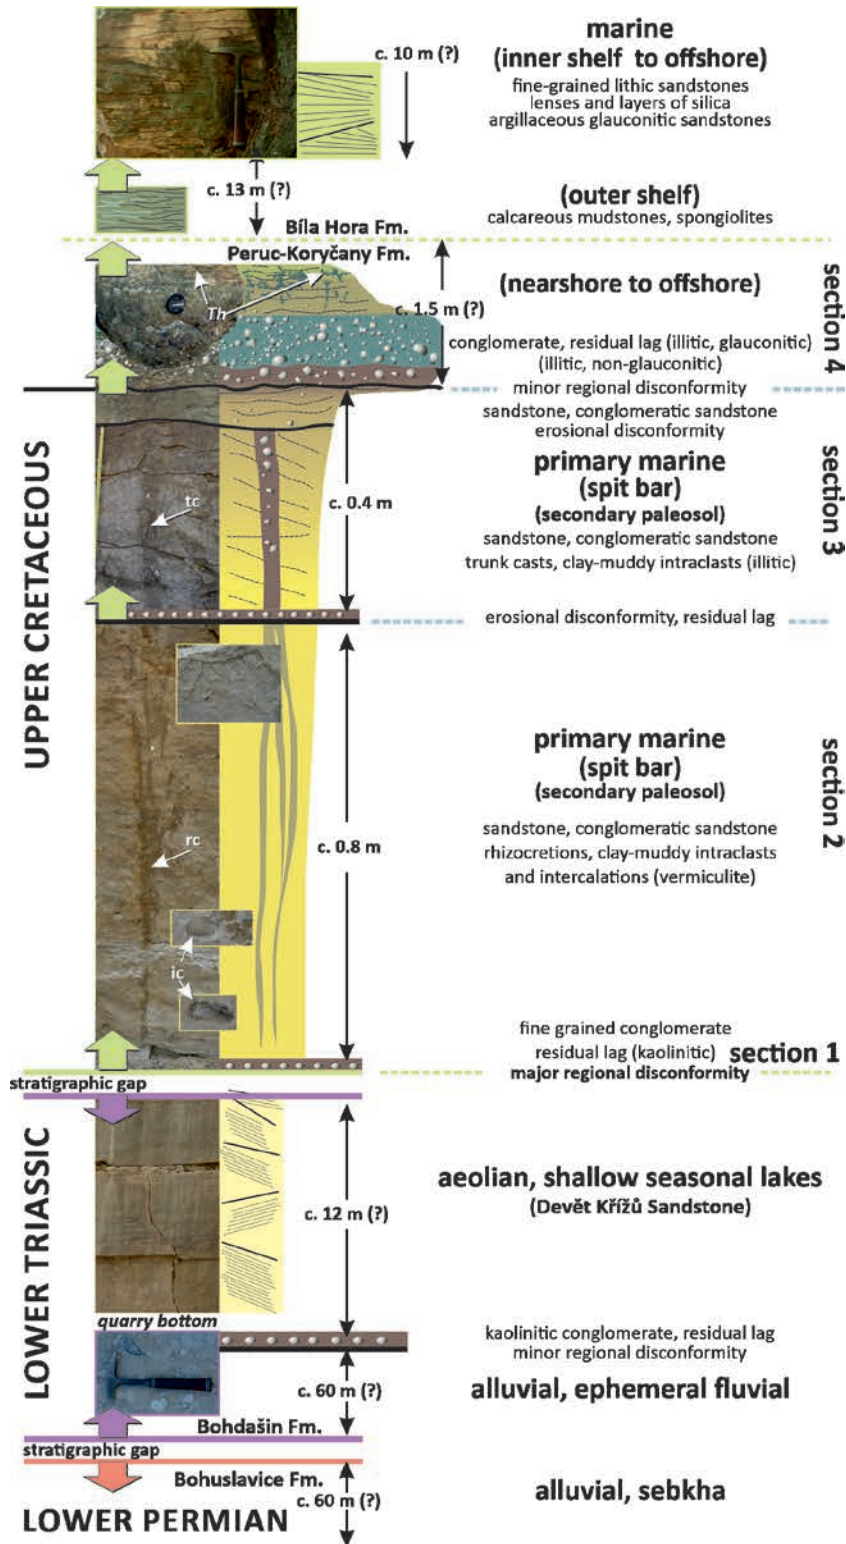 marine
(inner shelf to offshore)
c. 10 m (?)
fine-grained lithic sandstones
lenses and layers of silica
argillaceous glauconitic sandstones
c. 13 m (?)
(outer shelf)
calcareous mudstones, spongiolites
Bíla Hora Fm.
Peruc-Koryčany Fm.
Th
(nearshore to offshore)
c. 1.5 m (?)
section 4
conglomerate, residual lag (illitic, glauconitic)
(illitic, non-glauconitic)
minor regional disconformity
sandstone, conglomeratic sandstone
erosional disconformity
UPPER CRETACEOUS
primary marine
(spit bar)
(secondary paleosol)
section 3
tc
c. 0.4 m
sandstone, conglomeratic sandstone
trunk casts, clay-muddy intraclasts (illitic)
erosional disconformity, residual lag
primary marine
(spit bar)
(secondary paleosol)
section 2
sandstone, conglomeratic sandstone
rc
c. 0.8 m
rhizocretions, clay-muddy intraclasts
and intercalations (vermiculite)
ic
fine grained conglomerate
residual lag (kaolinitic)
section 1
major regional disconformity
stratigraphic gap
LOWER TRIASSIC
aeolian, shallow seasonal lakes
(Devět Křížů Sandstone)
c. 12 m (?)
quarry bottom
kaolinitic conglomerate, residual lag
minor regional disconformity
c. 60 m (?)
alluvial, ephemeral fluvial
Bohdašin Fm.
stratigraphic gap
Bohuslavice Fm.
c. 60 m (?)
alluvial, sebkha
LOWER PERMIAN